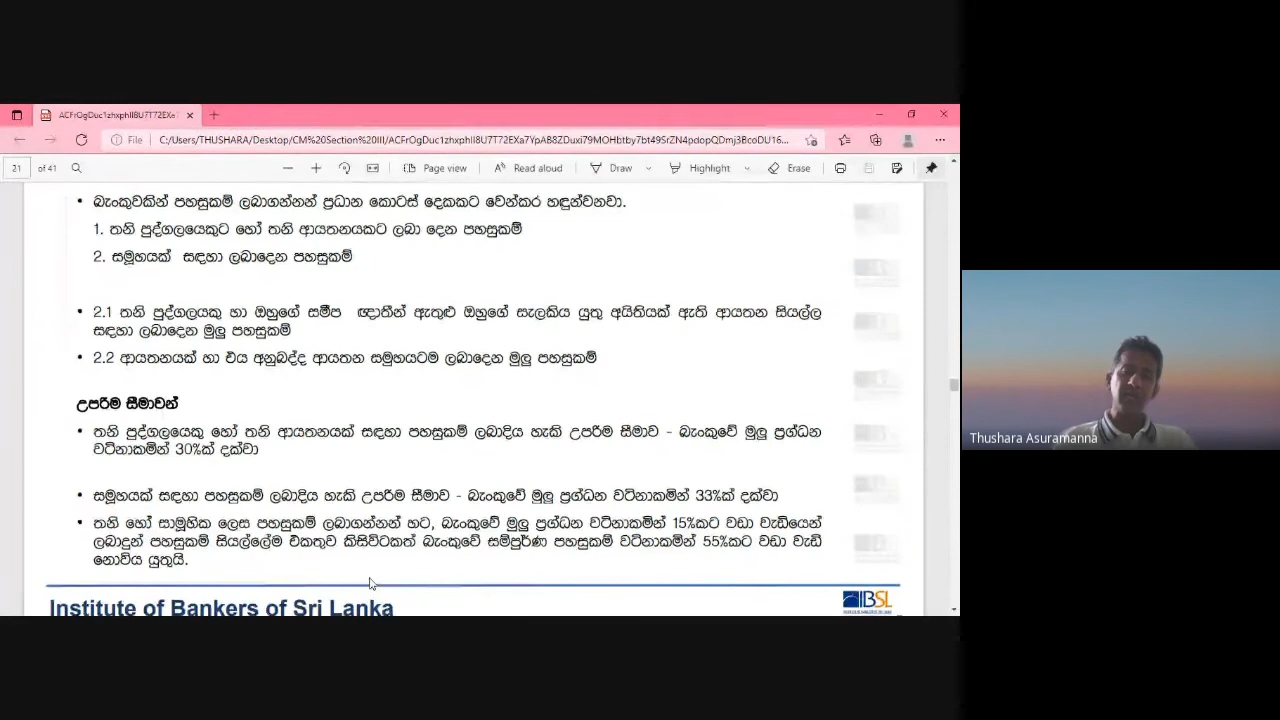 ACFrOgDuc1zhxphII8U7T72EXa
File C:/Users/THUSHARA/Desktop/CM%20Section%20III/ACFrOgDuc1zhxphII8U7T72EXa7YpAB8ZDuxi79MOHbtby7bt49SrZN4pdopQDmj3BcoDU16...
21 of 41 Page view Read aloud Draw Highlight Erase
• බැංකුවකින් පහසුකම් ලබාගන්නන් ප්‍රධාන කොටස් දෙකකට වෙන්කර හඳුන්වනවා.
1. තනි පුද්ගලයෙකුට හෝ තනි ආයතනයකට ලබා දෙන පහසුකම්
2. සමූහයක් සඳහා ලබාදෙන පහසුකම්
• 2.1 තනි පුද්ගලයකු හා ඔහුගේ සමීප ඥාතීන් ඇතුළු ඔහුගේ සැලකිය යුතු අයිතියක් ඇති ආයතන සියල්ල
සඳහා ලබාදෙන මුලු පහසුකම්
• 2.2 ආයතනයක් හා එය අනුබද්ද ආයතන සමුහයටම ලබාදෙන මුලු පහසුකම්
උපරිම සීමාවන්
• තනි පුද්ගලයෙකු හෝ තනි ආයතනයක් සඳහා පහසුකම් ලබාදිය හැකි උපරිම සීමාව - බැංකුවේ මුලු ප්‍රග්ධන
වටිනාකමින් 30%ක් දක්වා
• සමූහයක් සඳහා පහසුකම් ලබාදිය හැකි උපරිම සීමාව - බැංකුවේ මුලු ප්‍රග්ධන වටිනාකමින් 33%ක් දක්වා
• තනි හෝ සාමූහික ලෙස පහසුකම් ලබාගන්නන් හට, බැංකුවේ මුලු ප්‍රග්ධන වටිනාකමින් 15%කට වඩා වැඩියෙන්
ලබාදුන් පහසුකම් සියල්ලේම එකතුව කිසිවිටකත් බැංකුවේ සම්පුර්ණ පහසුකම් වටිනාකමින් 55%කට වඩා වැඩි
නොවිය යුතුයි.
Institute of Bankers of Sri Lanka
IBSL
Thushara Asuramanna